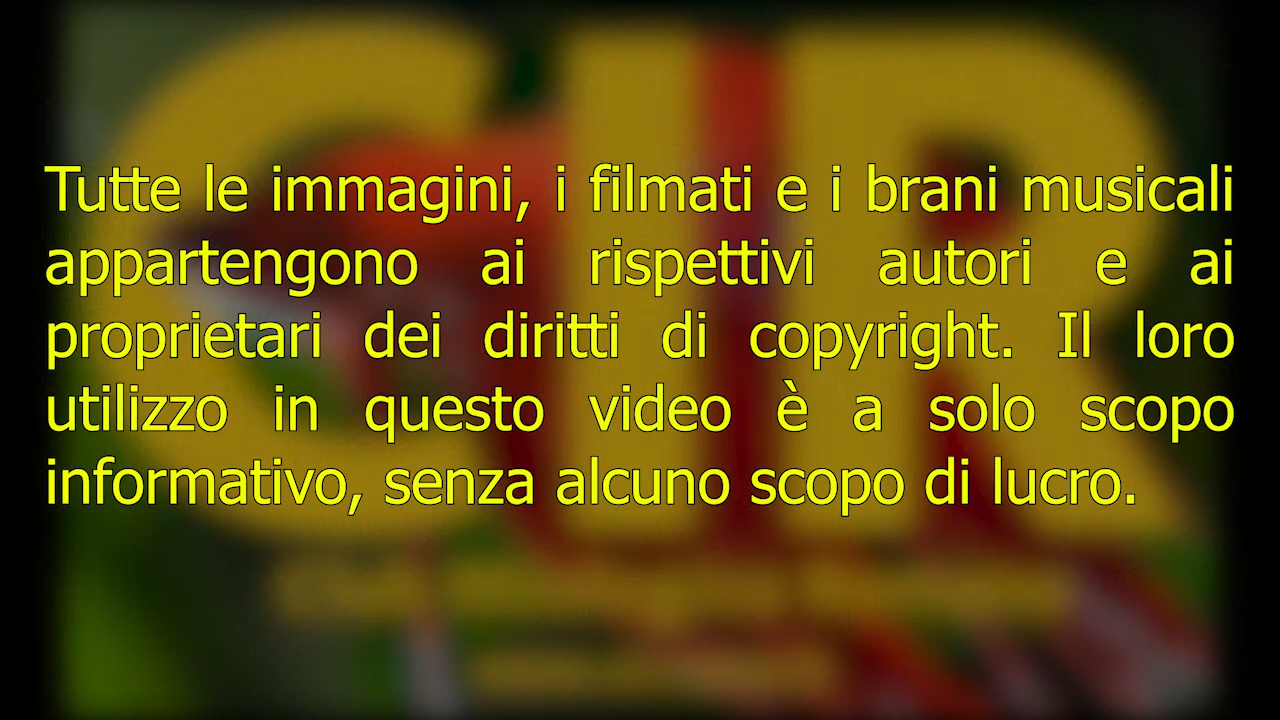 CIR
Tutte le immagini, i filmati e i brani musicali
appartengono ai rispettivi autori e ai
proprietari dei diritti di copyright. Il loro
utilizzo in questo video è a solo scopo
informativo, senza alcuno scopo di lucro.